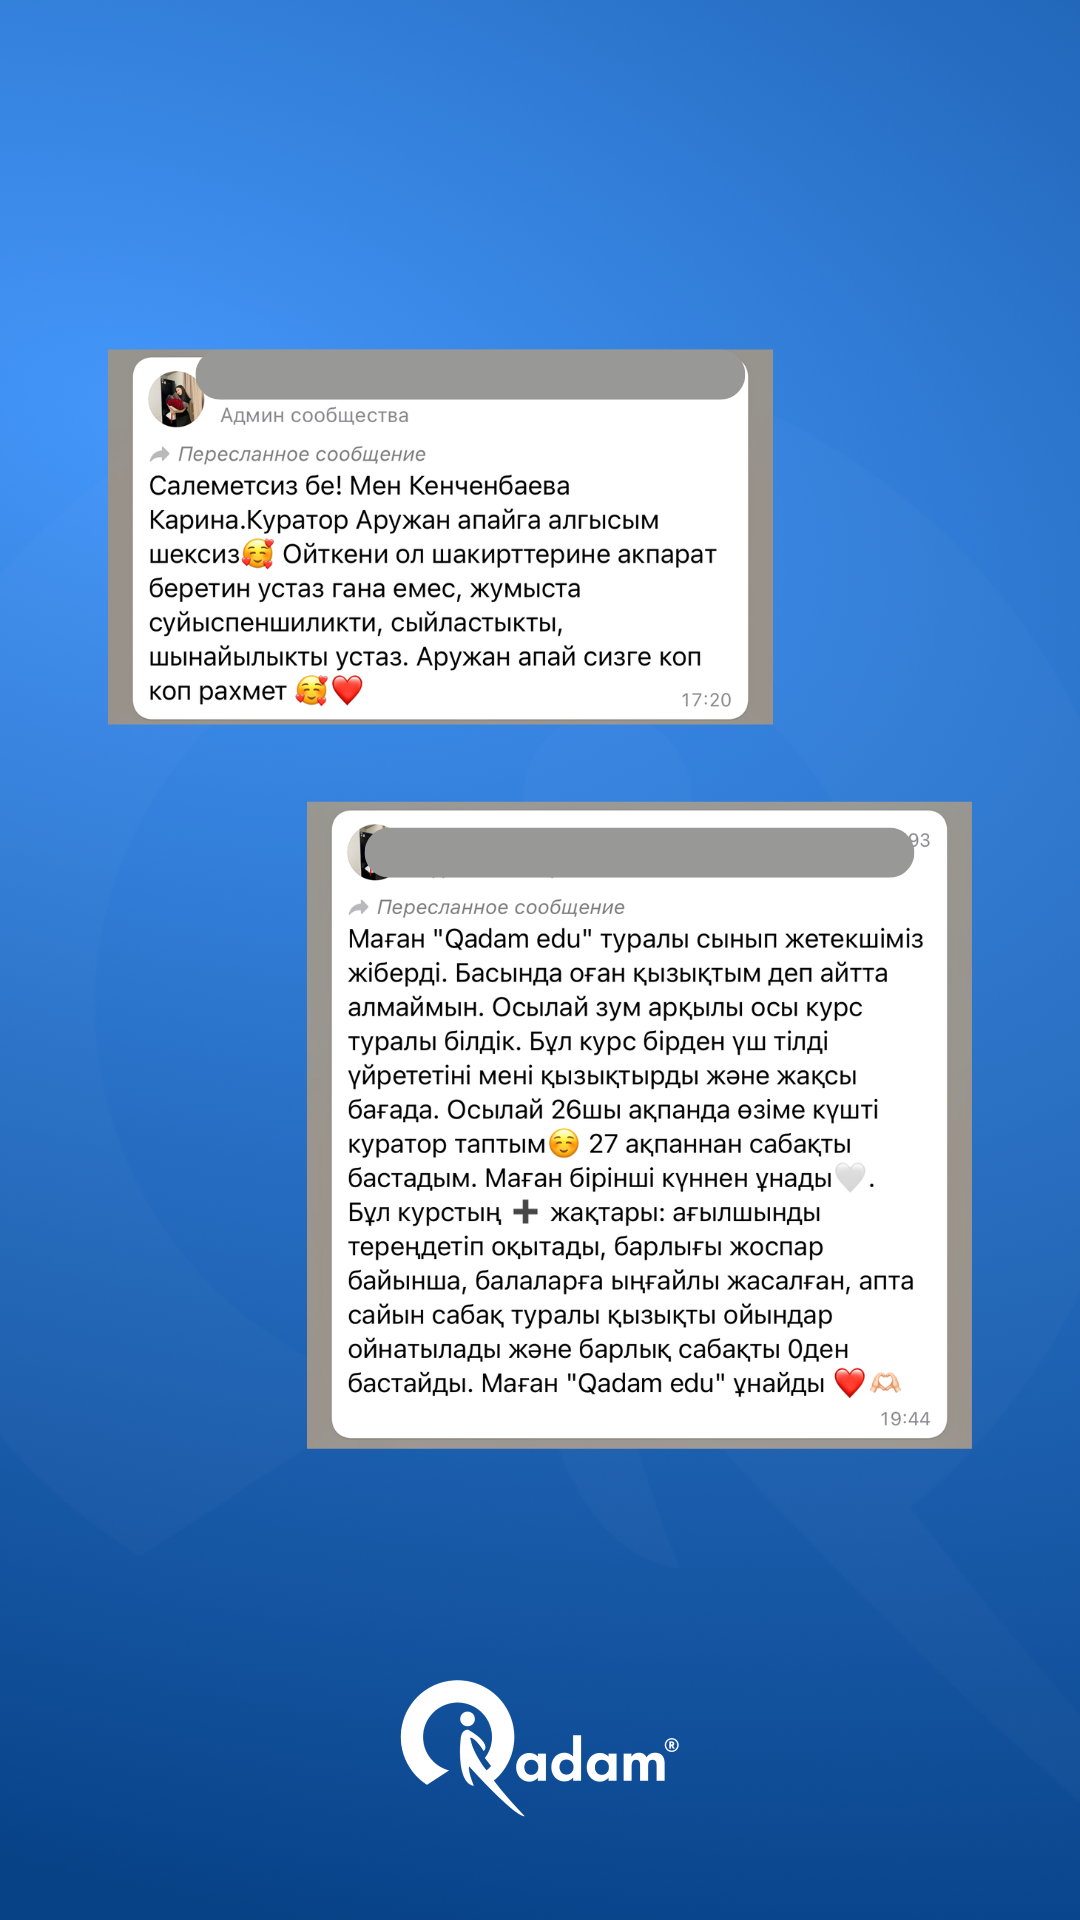 Админ сообщества
Пересланное сообщение
Салеметсиз бе! Мен Кенченбаева
Карина.Куратор Аружан апайга алгысым
шексиз🥰 Ойткени ол шакирттерине акпарат
беретин устаз гана емес, жумыста
суйыспеншиликти, сыйластыкты,
шынайылыкты устаз. Аружан апай сизге коп
коп рахмет 🥰❤️
17:20
93
Пересланное сообщение
Маған "Qadam edu" туралы сынып жетекшіміз
жіберді. Басында оған қызықтым деп айтта
алмаймын. Осылай зум арқылы осы курс
туралы білдік. Бұл курс бірден үш тілді
үйрететіні мені қызықтырды және жақсы
бағада. Осылай 26шы ақпанда өзіме күшті
куратор таптым☺️ 27 ақпаннан сабақты
бастадым. Маған бірінші күннен ұнады🤍.
Бұл курстың ➕ жақтары: ағылшынды
тереңдетіп оқытады, барлығы жоспар
байынша, балаларға ыңғайлы жасалған, апта
сайын сабақ туралы қызықты ойындар
ойнатылады және барлық сабақты 0ден
бастайды. Маған "Qadam edu" ұнайды ❤️🫶🏻
19:44
Qadam®